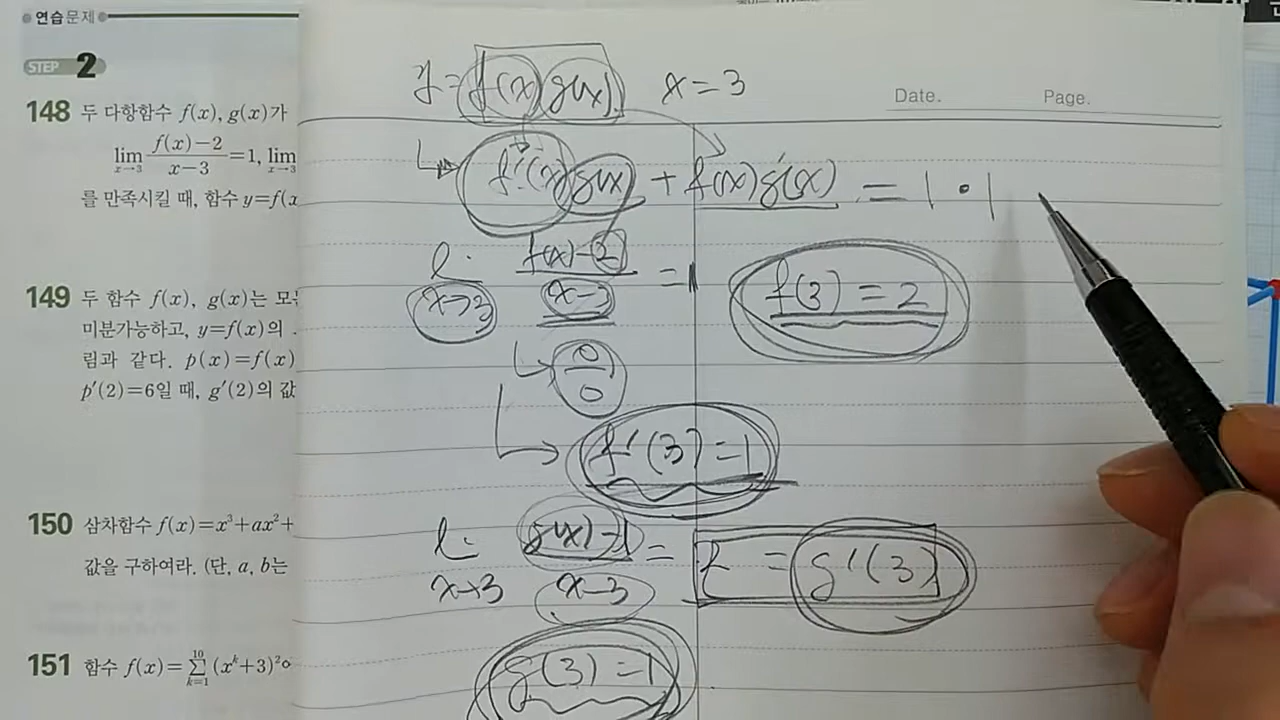 연습문제
STEP 2
148 두 다항함수 f(x), g(x)가
lim x→3 f(x)−2 / x−3 =1, lim x→3
를 만족시킬 때, 함수 y=f(x
149 두 함수 f(x), g(x)는 모
미분가능하고, y=f(x)의
림과 같다. p(x)=f(x)
p′(2)=6일 때, g′(2)의 값
150 삼차함수 f(x)=x³+ax²+
값을 구하여라. (단, a, b는
151 함수 f(x)= 10 ∑ k=1 (xᵏ+3)²
Date. Page.
y=f(x)g(x) x=3
f′(x)g(x)+f(x)g′(x) = 1·1
x→3 f(x)−2 / x−3 =1
f(3)=2
0/0
f′(3)=1
x→3 g(x)−1 / x−3 = = g′(3)
g(3)=1